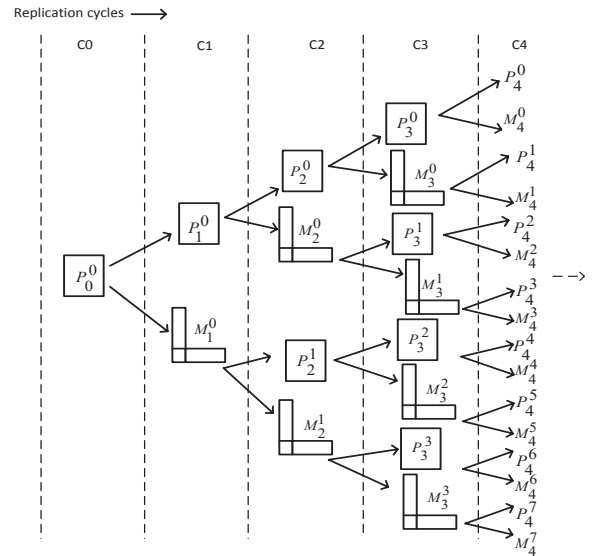 Replication cycles
C0 C1 C2 C3 C4
P_0^0
P_1^0
M_1^0
P_2^0
M_2^0
P_2^1
M_2^1
P_3^0
M_3^0
P_3^1
M_3^1
P_3^2
M_3^2
P_3^3
M_3^3
P_4^0
M_4^0
P_4^1
M_4^1
P_4^2
M_4^2
P_4^3
M_4^3
P_4^4
M_4^4
P_4^5
M_4^5
P_4^6
M_4^6
P_4^7
M_4^7